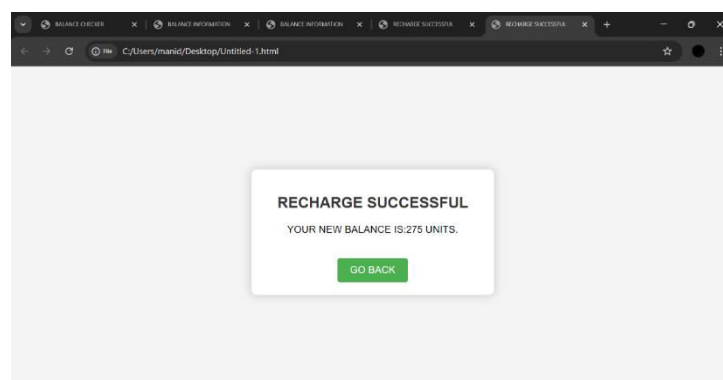 BALANCE CHECKER
BALANCE INFORMATION
BALANCE INFORMATION
RECHARGE SUCCESSFUL
RECHARGE SUCCESSFUL
File C:/Users/manid/Desktop/Untitled-1.html
RECHARGE SUCCESSFUL
YOUR NEW BALANCE IS:275 UNITS.
GO BACK